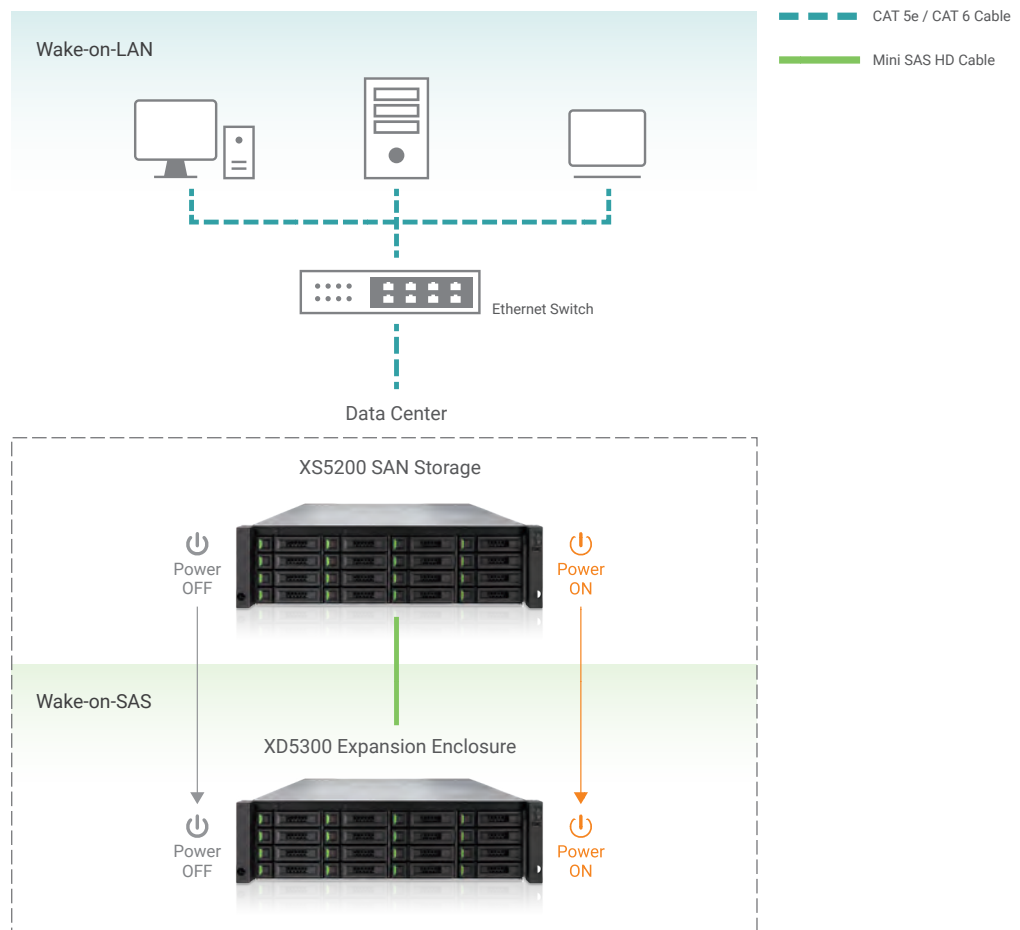 CAT 5e / CAT 6 Cable
Mini SAS HD Cable
Wake-on-LAN
Ethernet Switch
Data Center
XS5200 SAN Storage
Power
OFF
Power
ON
Wake-on-SAS
XD5300 Expansion Enclosure
Power
OFF
Power
ON